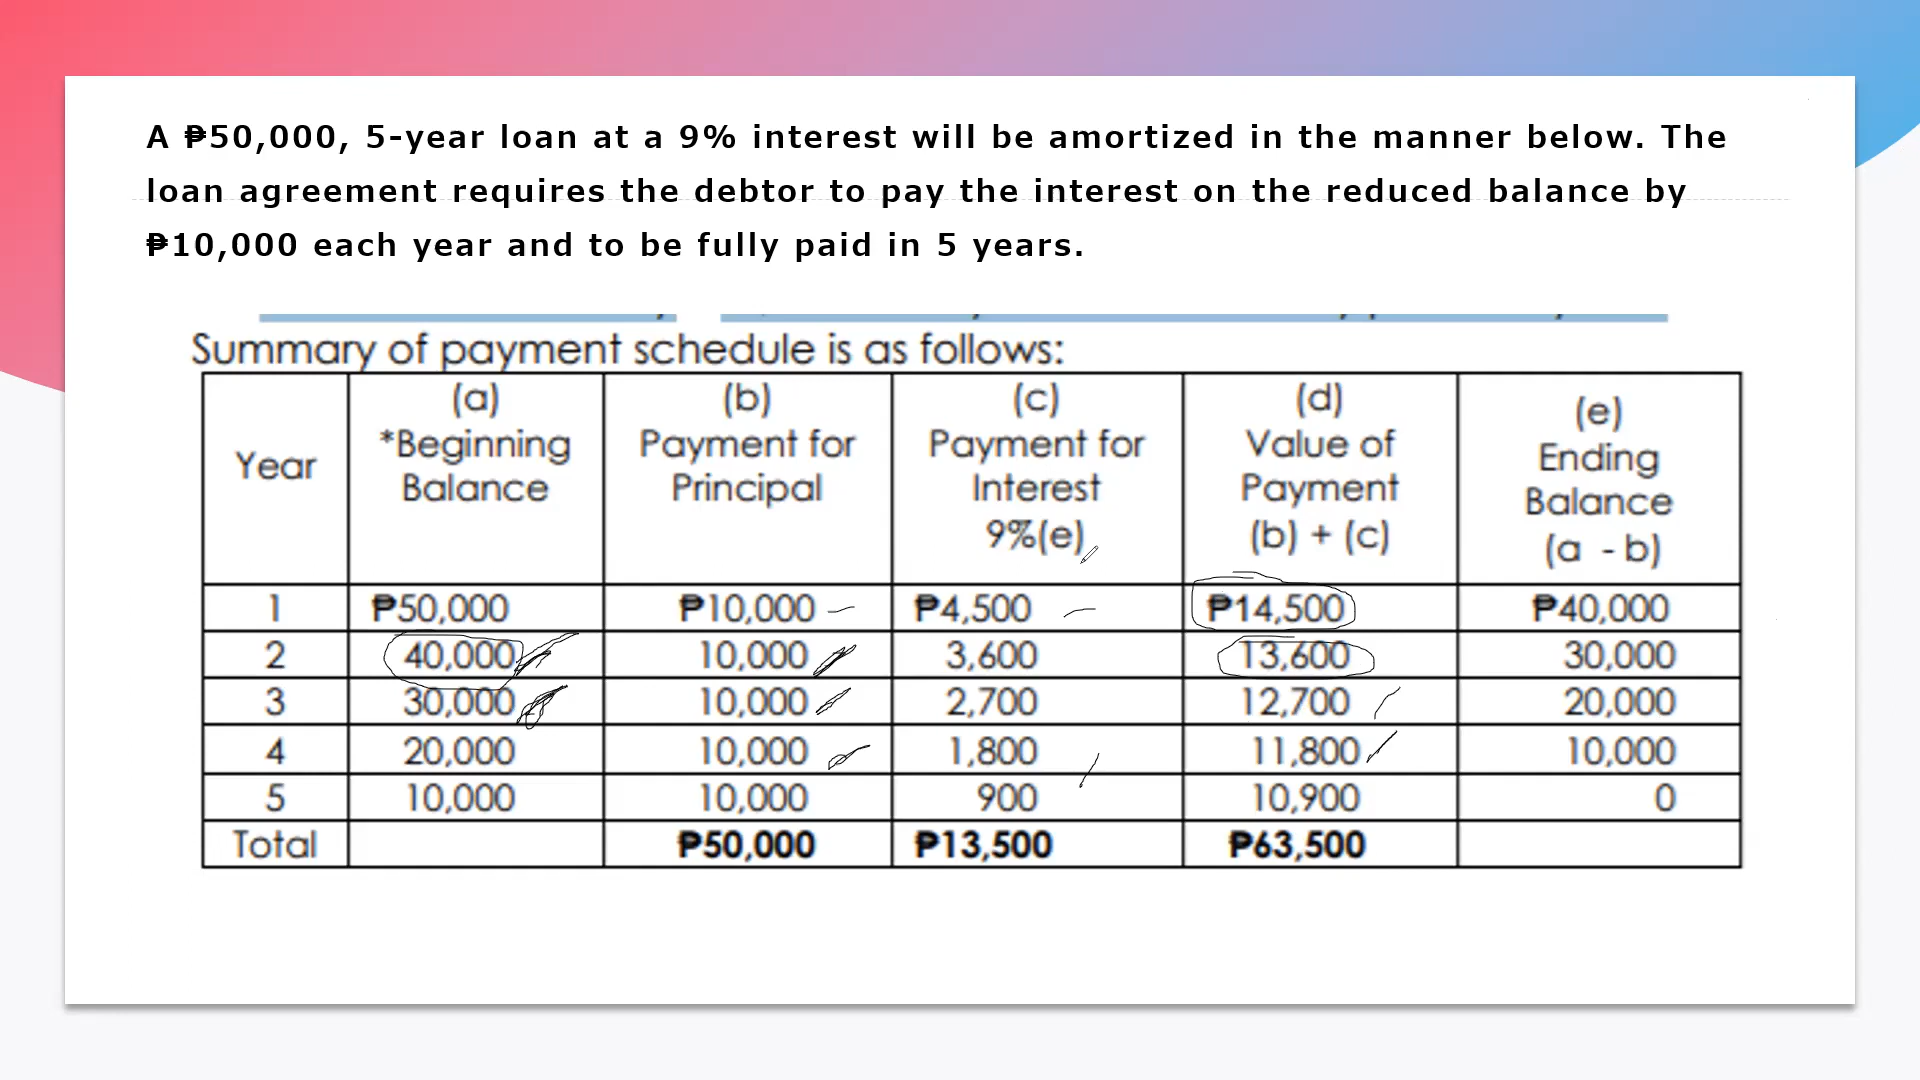 A ₱50,000, 5-year loan at a 9% interest will be amortized in the manner below. The
loan agreement requires the debtor to pay the interest on the reduced balance by
₱10,000 each year and to be fully paid in 5 years.
Summary of payment schedule is as follows:
Year (a) *Beginning Balance (b) Payment for Principal (c) Payment for Interest 9%(e) (d) Value of Payment (b) + (c) (e) Ending Balance (a - b)
1 ₱50,000 ₱10,000 ₱4,500 ₱14,500 ₱40,000
2 40,000 10,000 3,600 13,600 30,000
3 30,000 10,000 2,700 12,700 20,000
4 20,000 10,000 1,800 11,800 10,000
5 10,000 10,000 900 10,900 0
Total ₱50,000 ₱13,500 ₱63,500